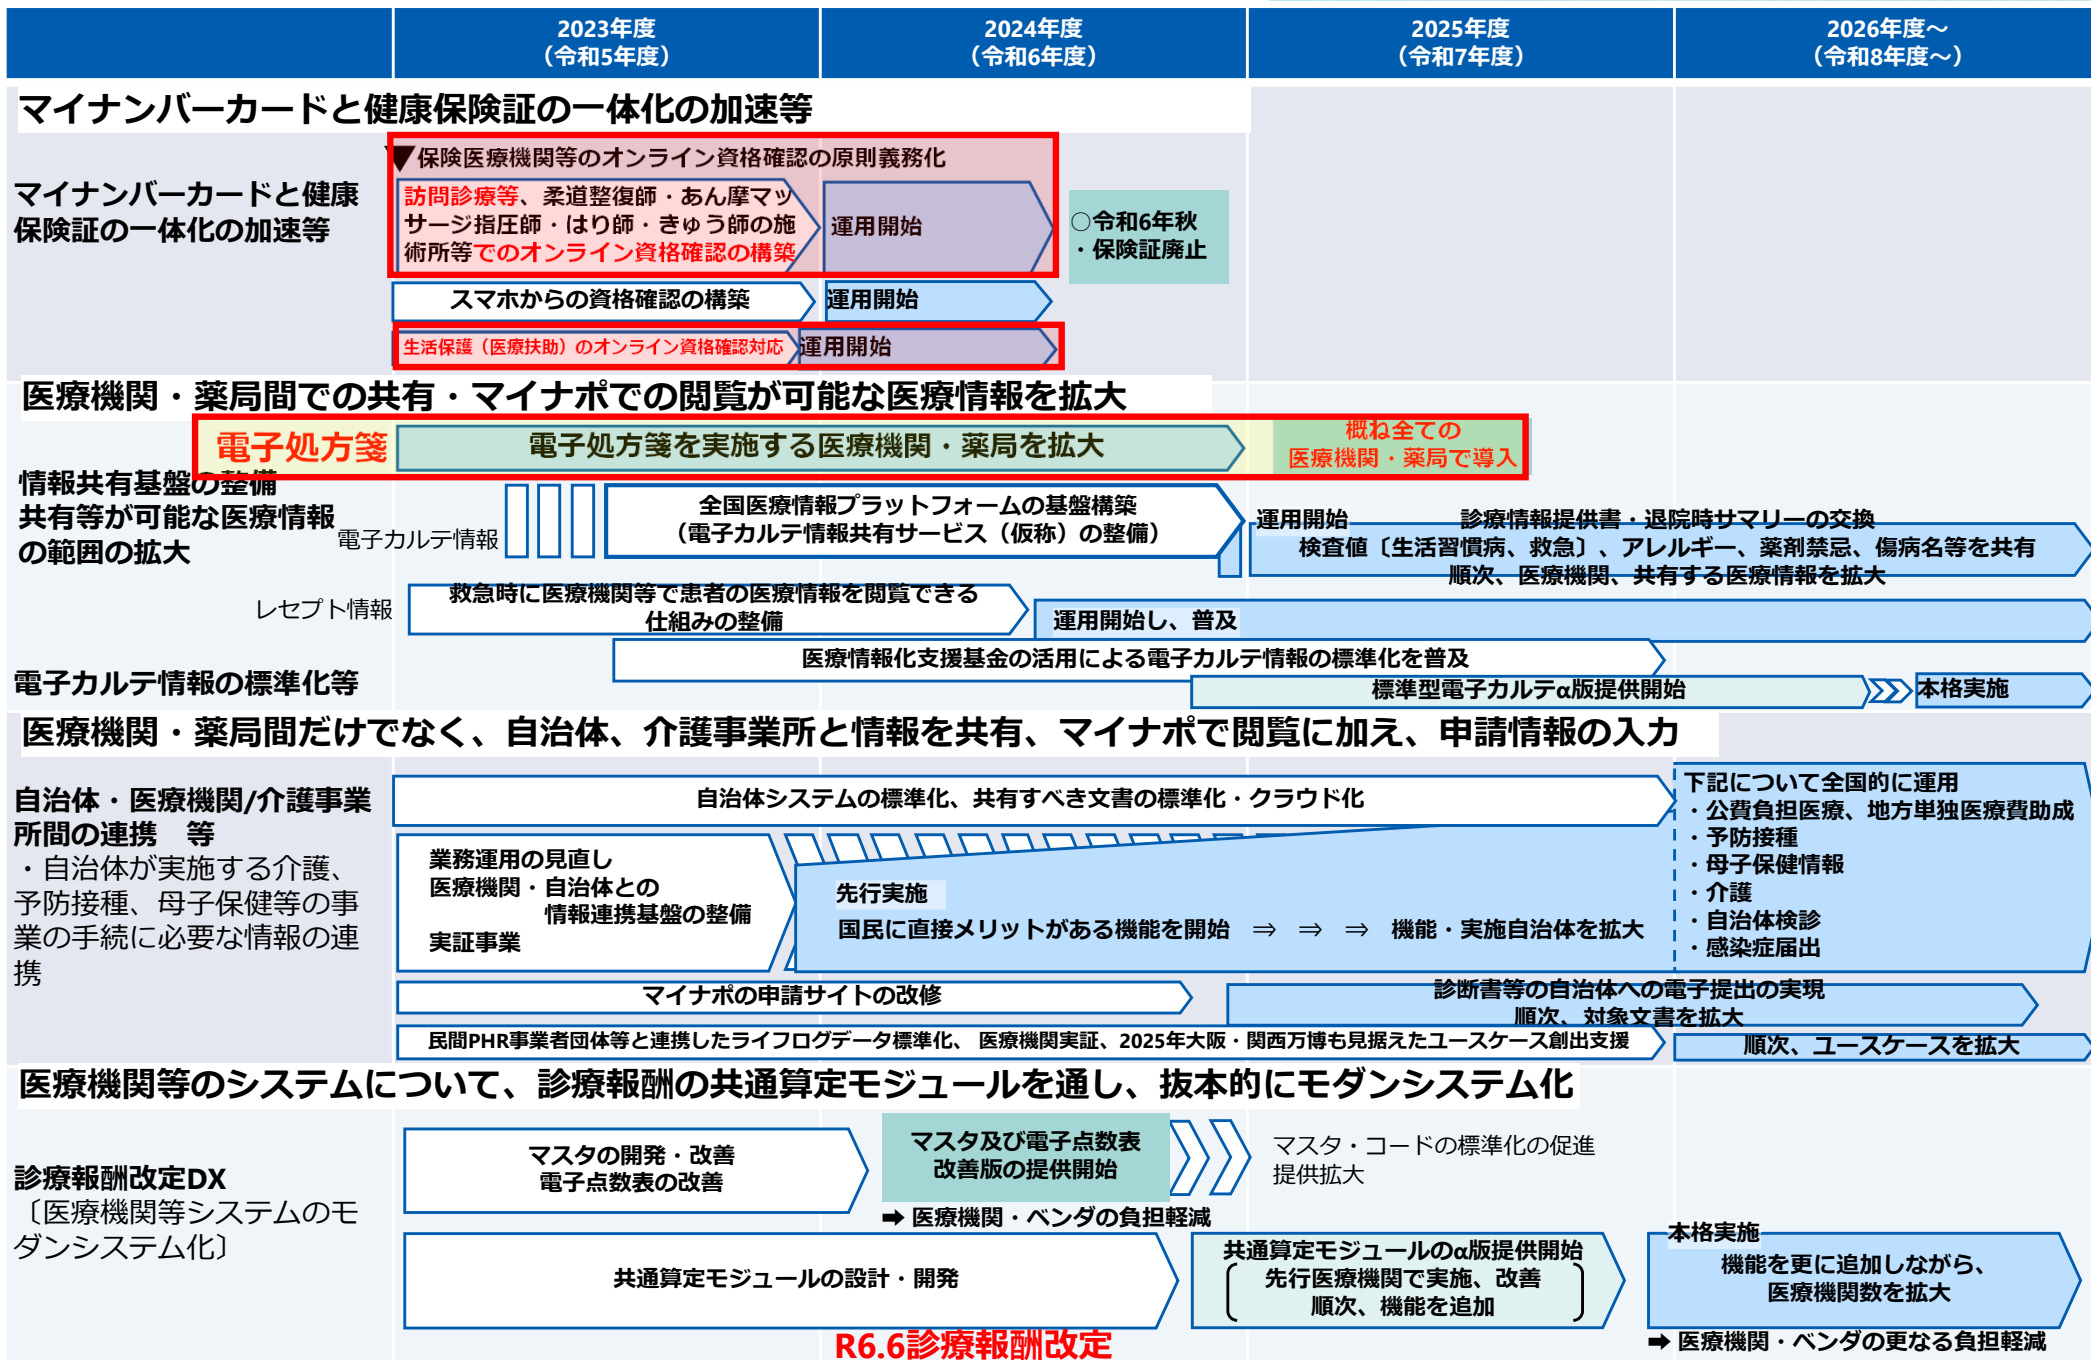 2023年度
（令和5年度）
2024年度
（令和6年度）
2025年度
（令和7年度）
2026年度～
（令和8年度～）
マイナンバーカードと健康保険証の一体化の加速等
マイナンバーカードと健康
保険証の一体化の加速等
▼保険医療機関等のオンライン資格確認の原則義務化
訪問診療等、柔道整復師・あん摩マッ
サージ指圧師・はり師・きゅう師の施
術所等でのオンライン資格確認の構築
運用開始
○令和6年秋
・保険証廃止
スマホからの資格確認の構築
運用開始
生活保護（医療扶助）のオンライン資格確認対応
運用開始
医療機関・薬局間での共有・マイナポでの閲覧が可能な医療情報を拡大
電子処方箋
電子処方箋を実施する医療機関・薬局を拡大
概ね全ての
医療機関・薬局で導入
情報共有基盤の整備
共有等が可能な医療情報
の範囲の拡大
電子カルテ情報
全国医療情報プラットフォームの基盤構築
（電子カルテ情報共有サービス（仮称）の整備）
運用開始
診療情報提供書・退院時サマリーの交換
検査値〔生活習慣病、救急〕、アレルギー、薬剤禁忌、傷病名等を共有
順次、医療機関、共有する医療情報を拡大
レセプト情報
救急時に医療機関等で患者の医療情報を閲覧できる
仕組みの整備
運用開始し、普及
電子カルテ情報の標準化等
医療情報化支援基金の活用による電子カルテ情報の標準化を普及
標準型電子カルテα版提供開始
本格実施
医療機関・薬局間だけでなく、自治体、介護事業所と情報を共有、マイナポで閲覧に加え、申請情報の入力
自治体・医療機関/介護事業
所間の連携　等
・自治体が実施する介護、
予防接種、母子保健等の事
業の手続に必要な情報の連
携
自治体システムの標準化、共有すべき文書の標準化・クラウド化
業務運用の見直し
医療機関・自治体との
情報連携基盤の整備
実証事業
先行実施
国民に直接メリットがある機能を開始　⇒　⇒　⇒　機能・実施自治体を拡大
下記について全国的に運用
・公費負担医療、地方単独医療費助成
・予防接種
・母子保健情報
・介護
・自治体検診
・感染症届出
マイナポの申請サイトの改修
診断書等の自治体への電子提出の実現
順次、対象文書を拡大
民間PHR事業者団体等と連携したライフログデータ標準化、 医療機関実証、2025年大阪・関西万博も見据えたユースケース創出支援
順次、ユースケースを拡大
医療機関等のシステムについて、診療報酬の共通算定モジュールを通し、抜本的にモダンシステム化
診療報酬改定DX
〔医療機関等システムのモ
ダンシステム化〕
マスタの開発・改善
電子点数表の改善
マスタ及び電子点数表
改善版の提供開始
マスタ・コードの標準化の促進
提供拡大
➡ 医療機関・ベンダの負担軽減
共通算定モジュールの設計・開発
共通算定モジュールのα版提供開始
先行医療機関で実施、改善
順次、機能を追加
本格実施
機能を更に追加しながら、
医療機関数を拡大
R6.6診療報酬改定
➡ 医療機関・ベンダの更なる負担軽減